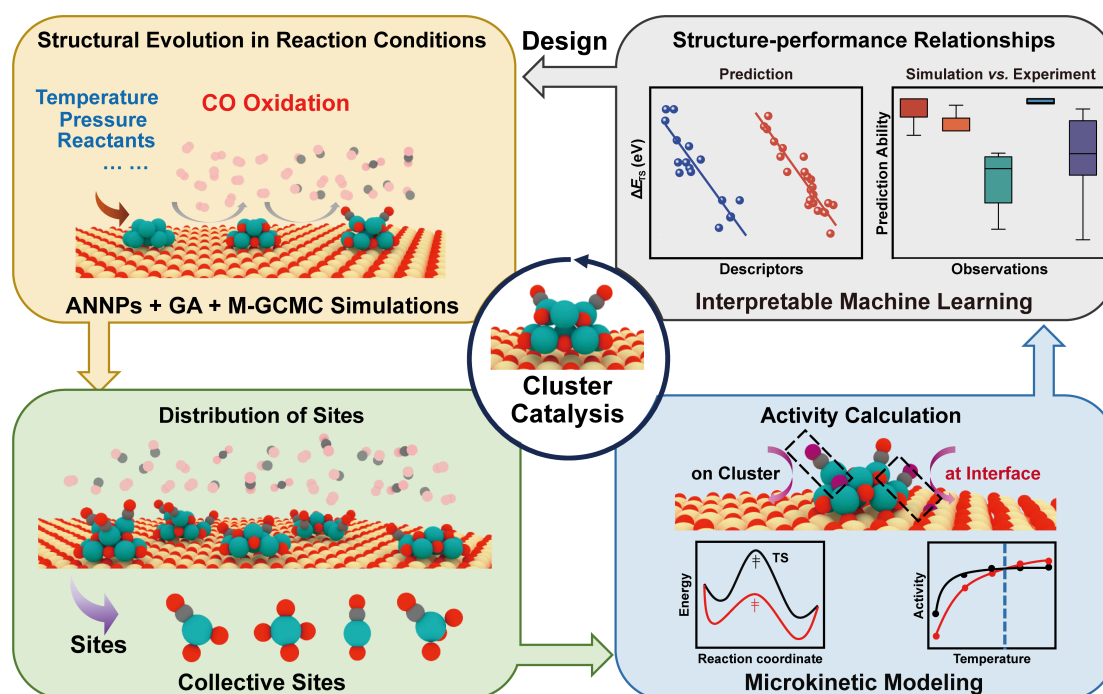 Structural Evolution in Reaction Conditions
Temperature
Pressure
Reactants
... ...
CO Oxidation
ANNPs + GA + M-GCMC Simulations
Design
Structure-performance Relationships
Prediction
ΔE_TS (eV)
Descriptors
Simulation vs. Experiment
Prediction Ability
Observations
Interpretable Machine Learning
Cluster
Catalysis
Distribution of Sites
Sites
Collective Sites
Activity Calculation
on Cluster
at Interface
Energy
TS
‡
‡
Reaction coordinate
Activity
Temperature
Microkinetic Modeling